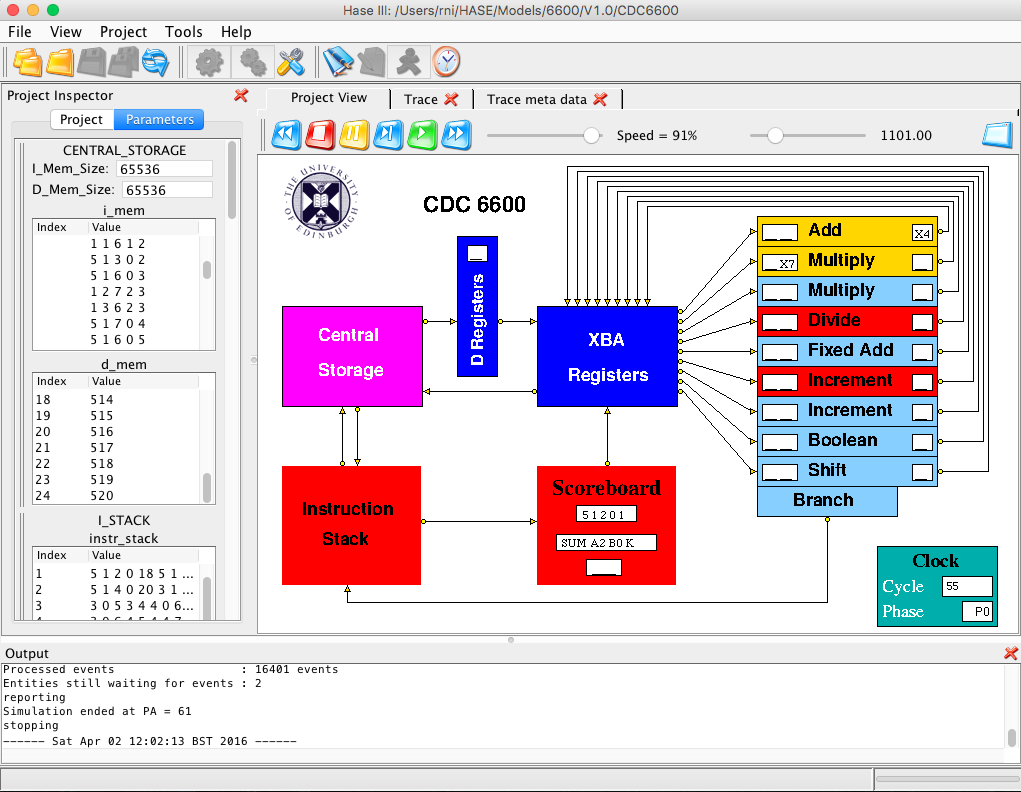 Hase III: /Users/rni/HASE/Models/6600/V1.0/CDC6600
File View Project Tools Help
Project Inspector
Project Parameters
CENTRAL_STORAGE
I_Mem_Size: 65536
D_Mem_Size: 65536
i_mem
Index Value
1 1 6 1 2
5 1 3 0 2
5 1 6 0 3
1 2 7 2 3
1 3 6 2 3
5 1 7 0 4
5 1 6 0 5
d_mem
Index Value
18 514
19 515
20 516
21 517
22 518
23 519
24 520
I_STACK
instr_stack
Index Value
1 5 1 2 0 18 5 1 ...
2 5 1 4 0 20 3 1 ...
3 3 0 5 3 4 4 0 6...
Project View Trace Trace meta data
Speed = 91% 1101.00
THE UNIVERSITY OF EDINBURGH
CDC 6600
D Registers
Central
Storage
XBA
Registers
Add X4
X7 Multiply
Multiply
Divide
Fixed Add
Increment
Increment
Boolean
Shift
Branch
Instruction
Stack
Scoreboard
5 1 2 0 1
SUM A2 B0 K
Clock
Cycle 55
Phase P0
Output
Processed events : 16401 events
Entities still waiting for events : 2
reporting
Simulation ended at PA = 61
stopping
------ Sat Apr 02 12:02:13 BST 2016 ------